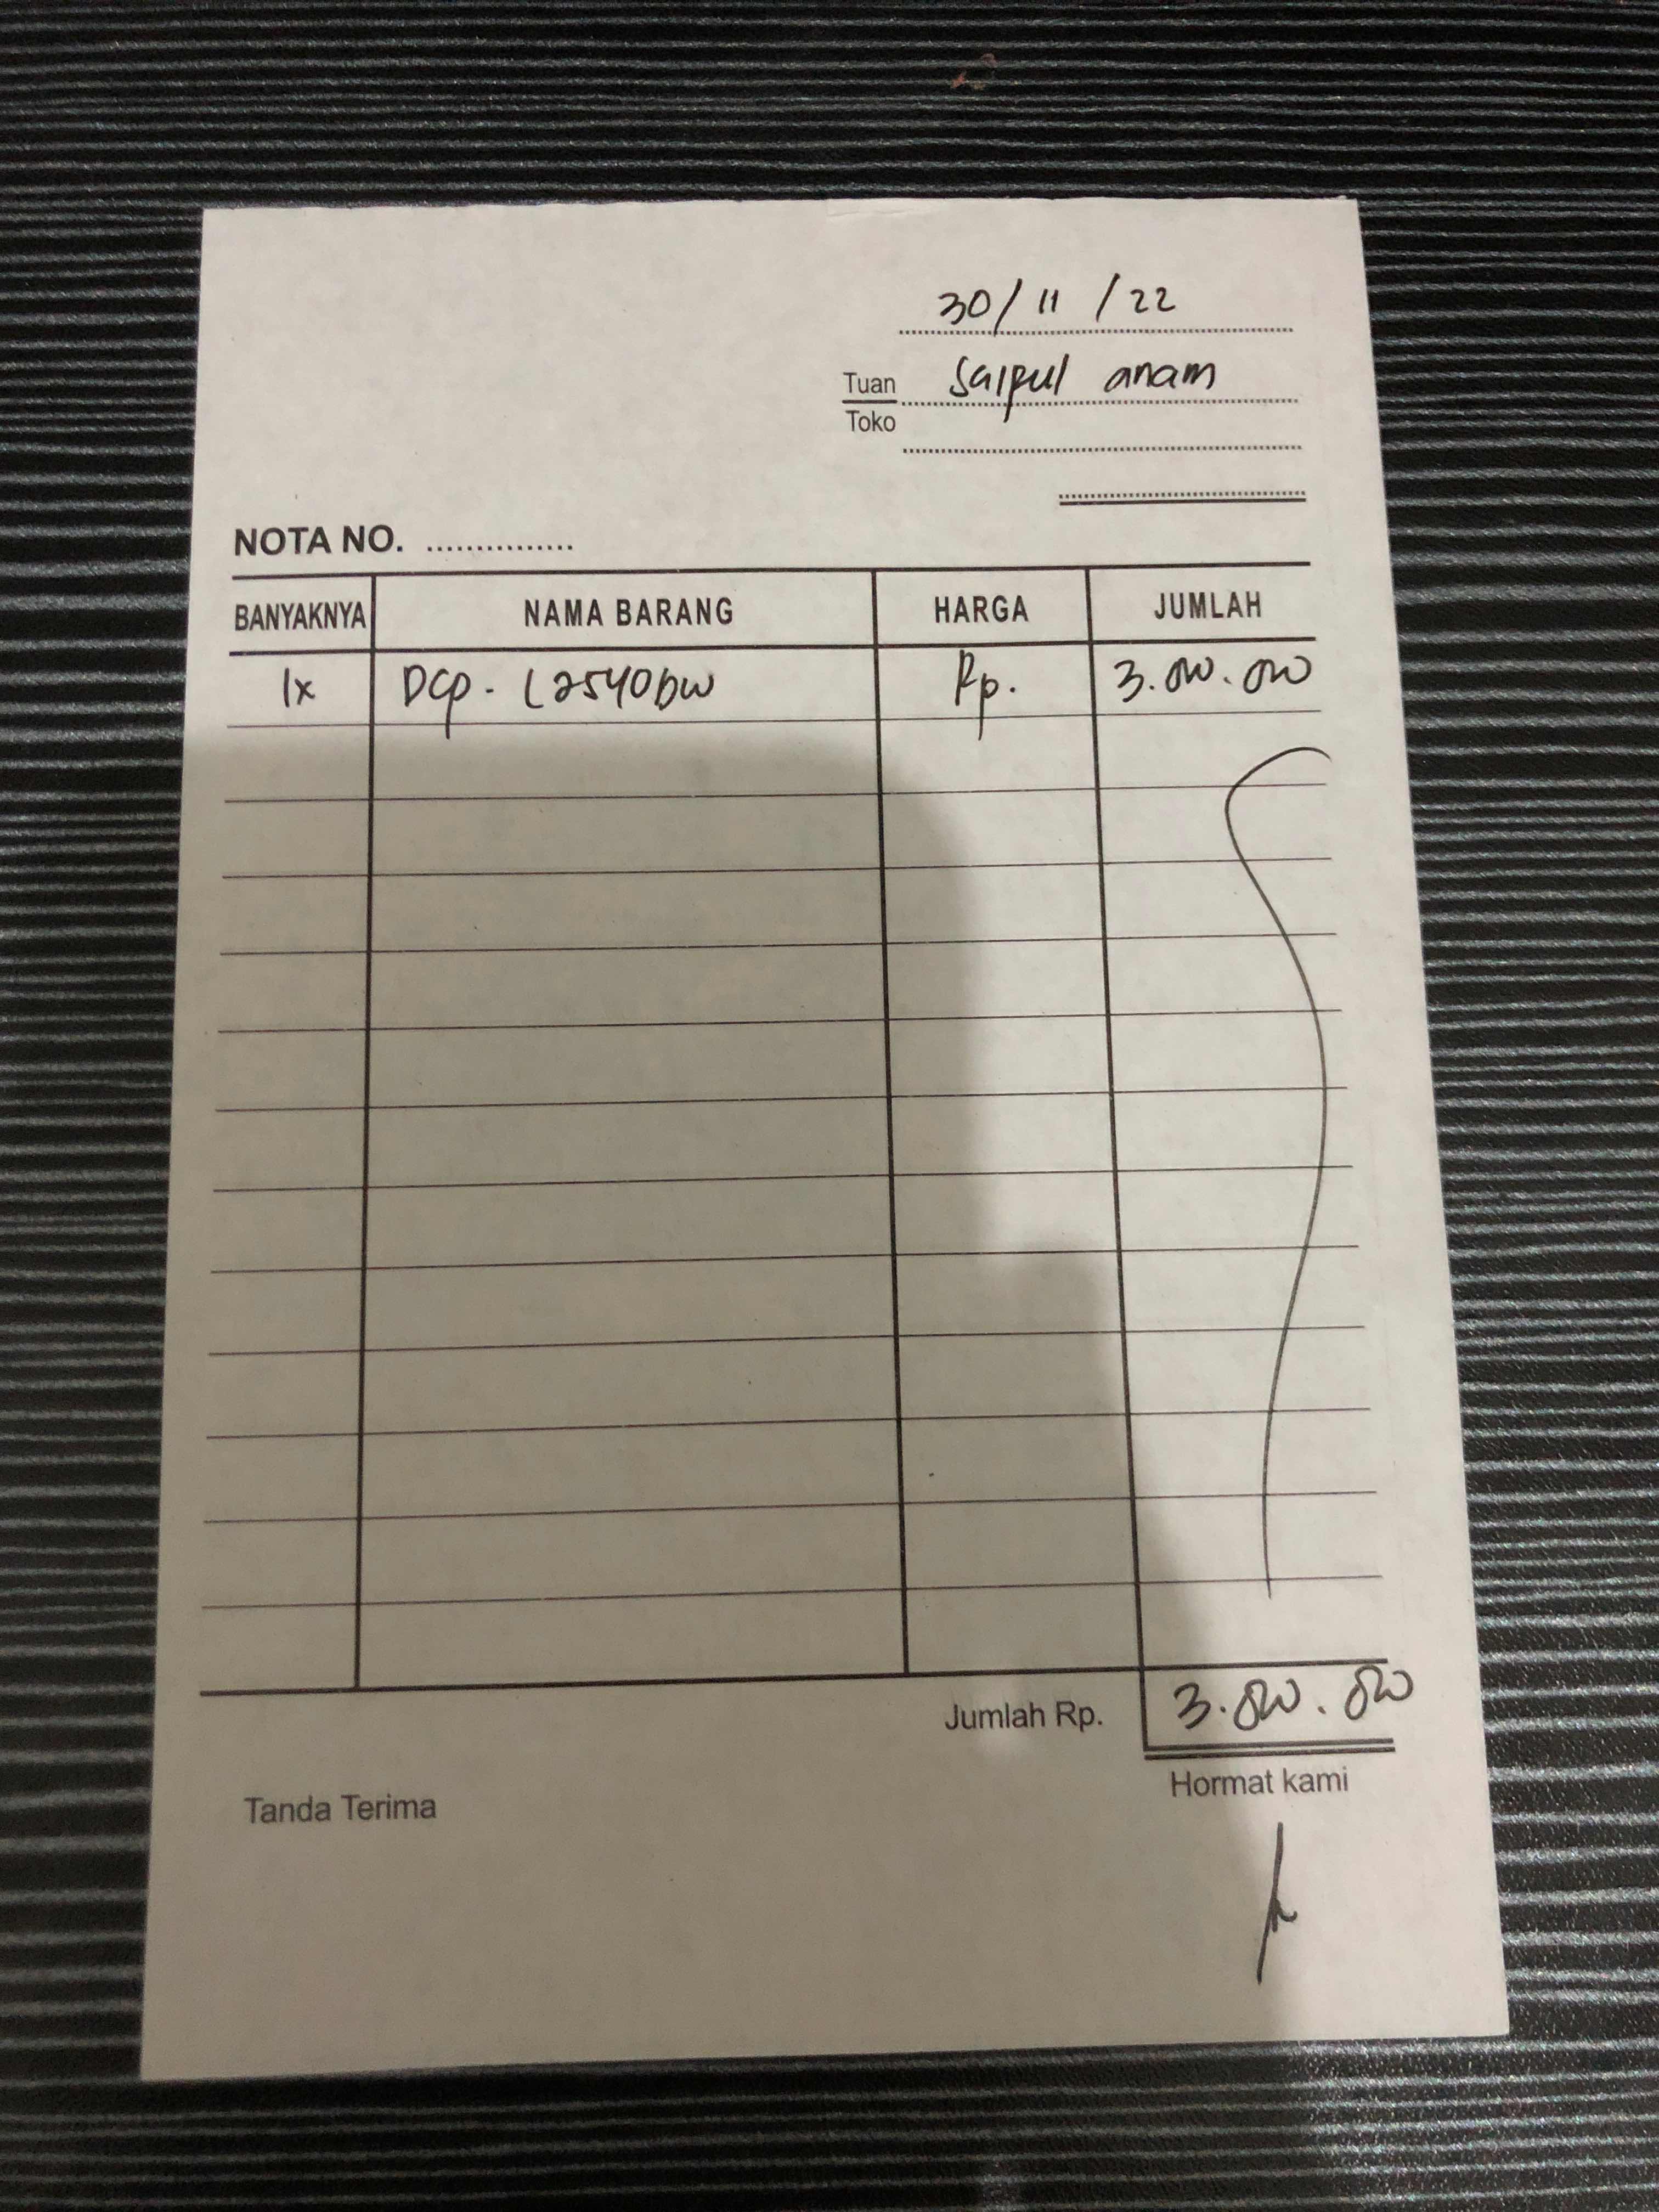 30/11/22
Tuan Saipul anam
Toko
NOTA NO. ...............
BANYAKNYA NAMA BARANG HARGA JUMLAH
1x Dcp. L2540DW Rp. 3.000.000
Jumlah Rp. 3.000.000
Tanda Terima Hormat kami